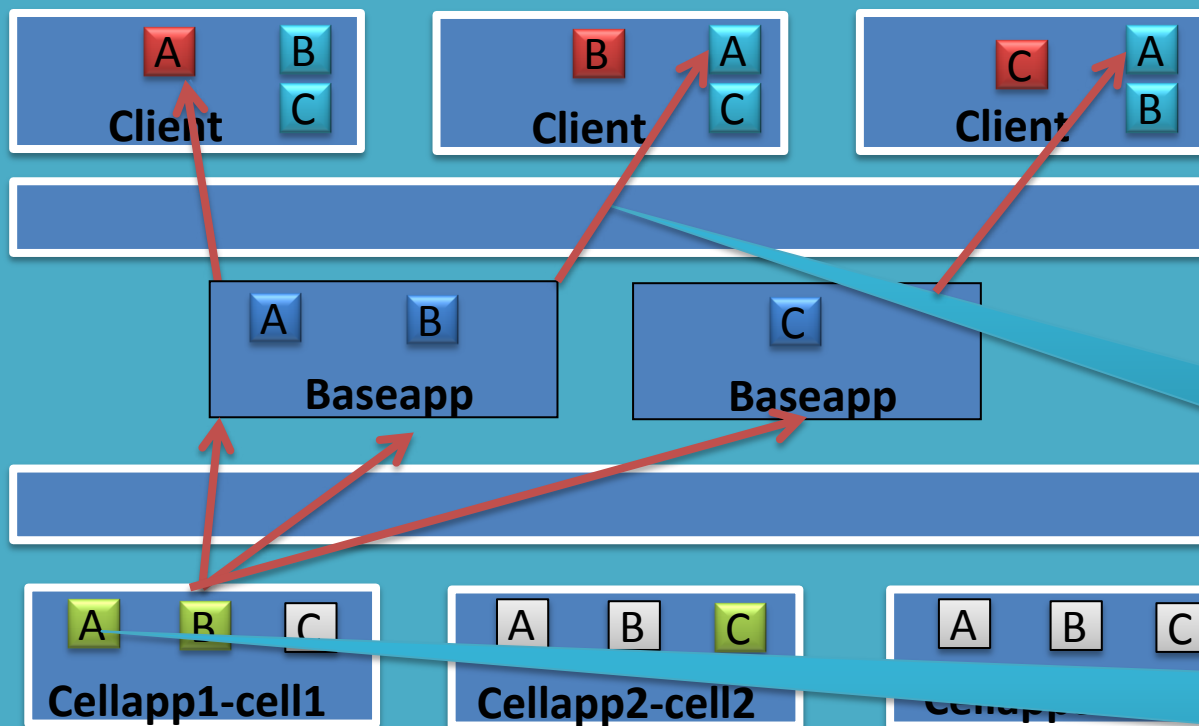 A B
C
Client
B A
C
Client
C A
B
Client
A B
Baseapp
C
Baseapp
A B C
Cellapp1-cell1
A B C
Cellapp2-cell2
A B C